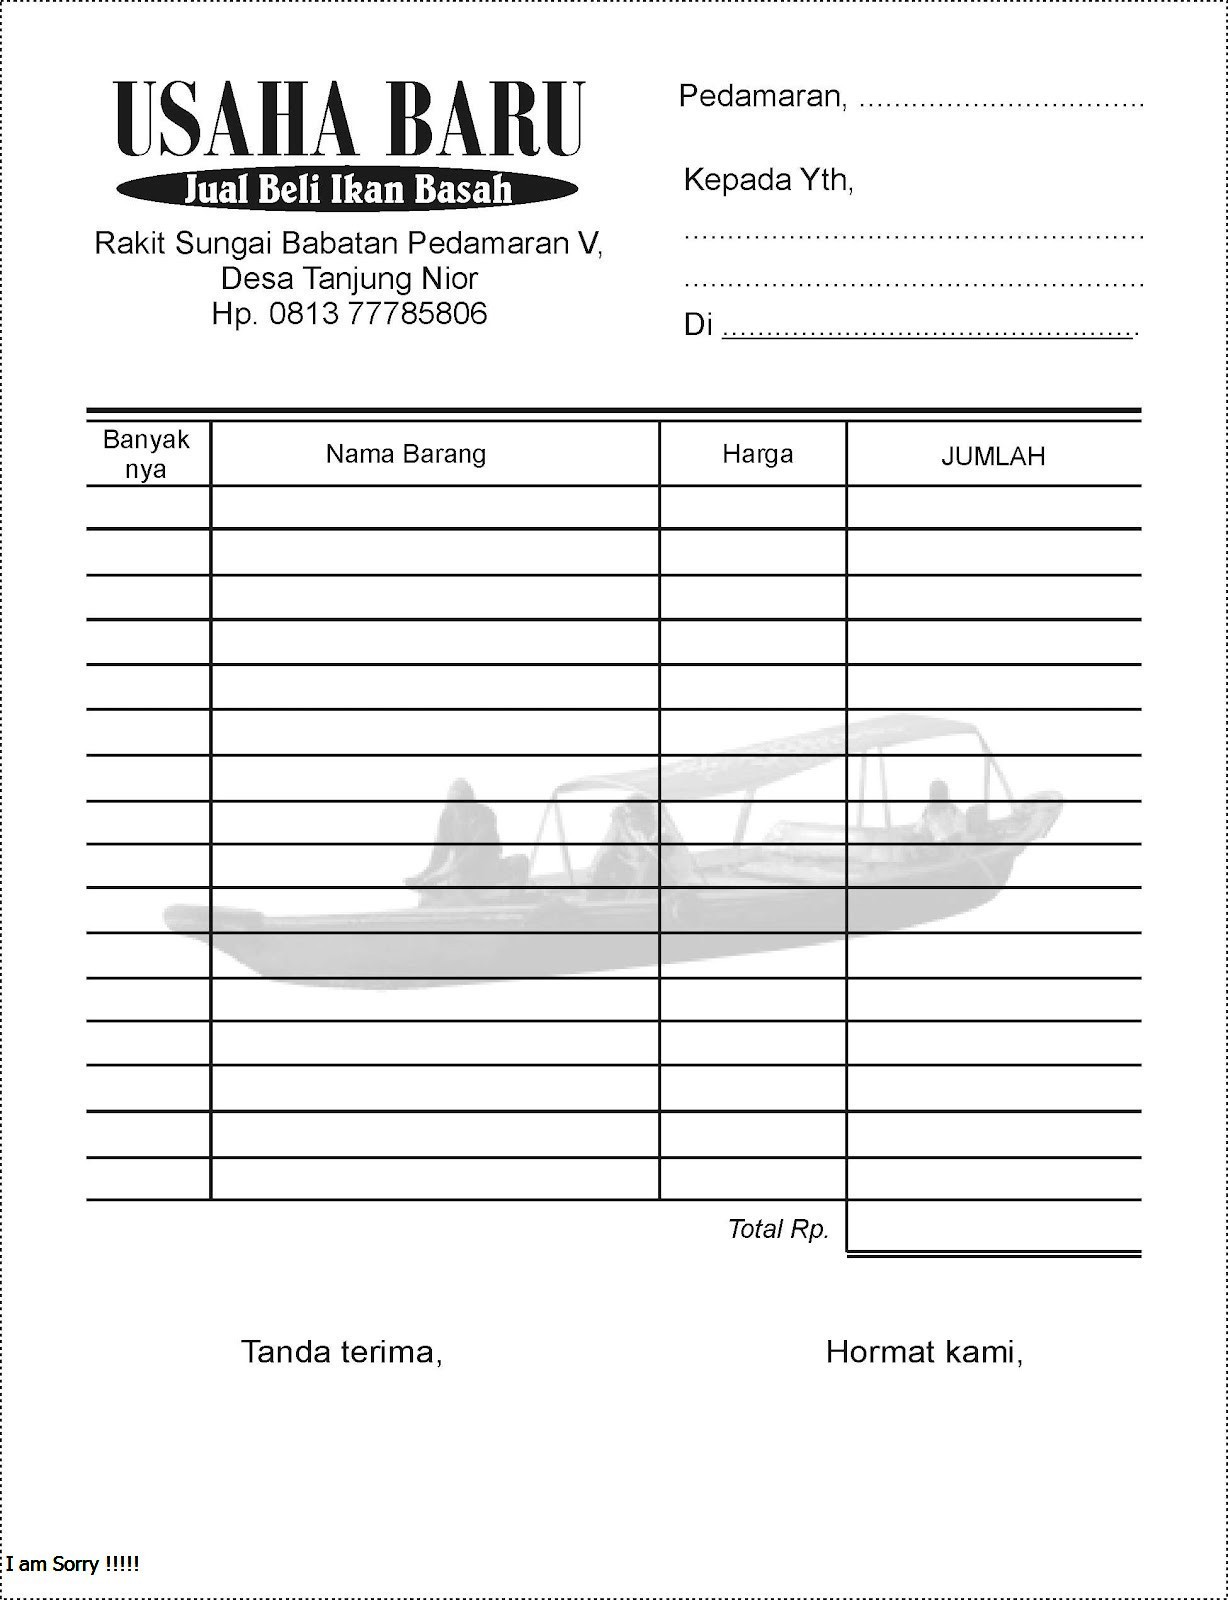 USAHA BARU
Jual Beli Ikan Basah
Rakit Sungai Babatan Pedamaran V,
Desa Tanjung Nior
Hp. 0813 77785806
Pedamaran, .................................
Kepada Yth,
.....................................................
.....................................................
Di ................................................
Banyak
nya
Nama Barang
Harga
JUMLAH
Total Rp.
Tanda terima,
Hormat kami,
I am Sorry !!!!!